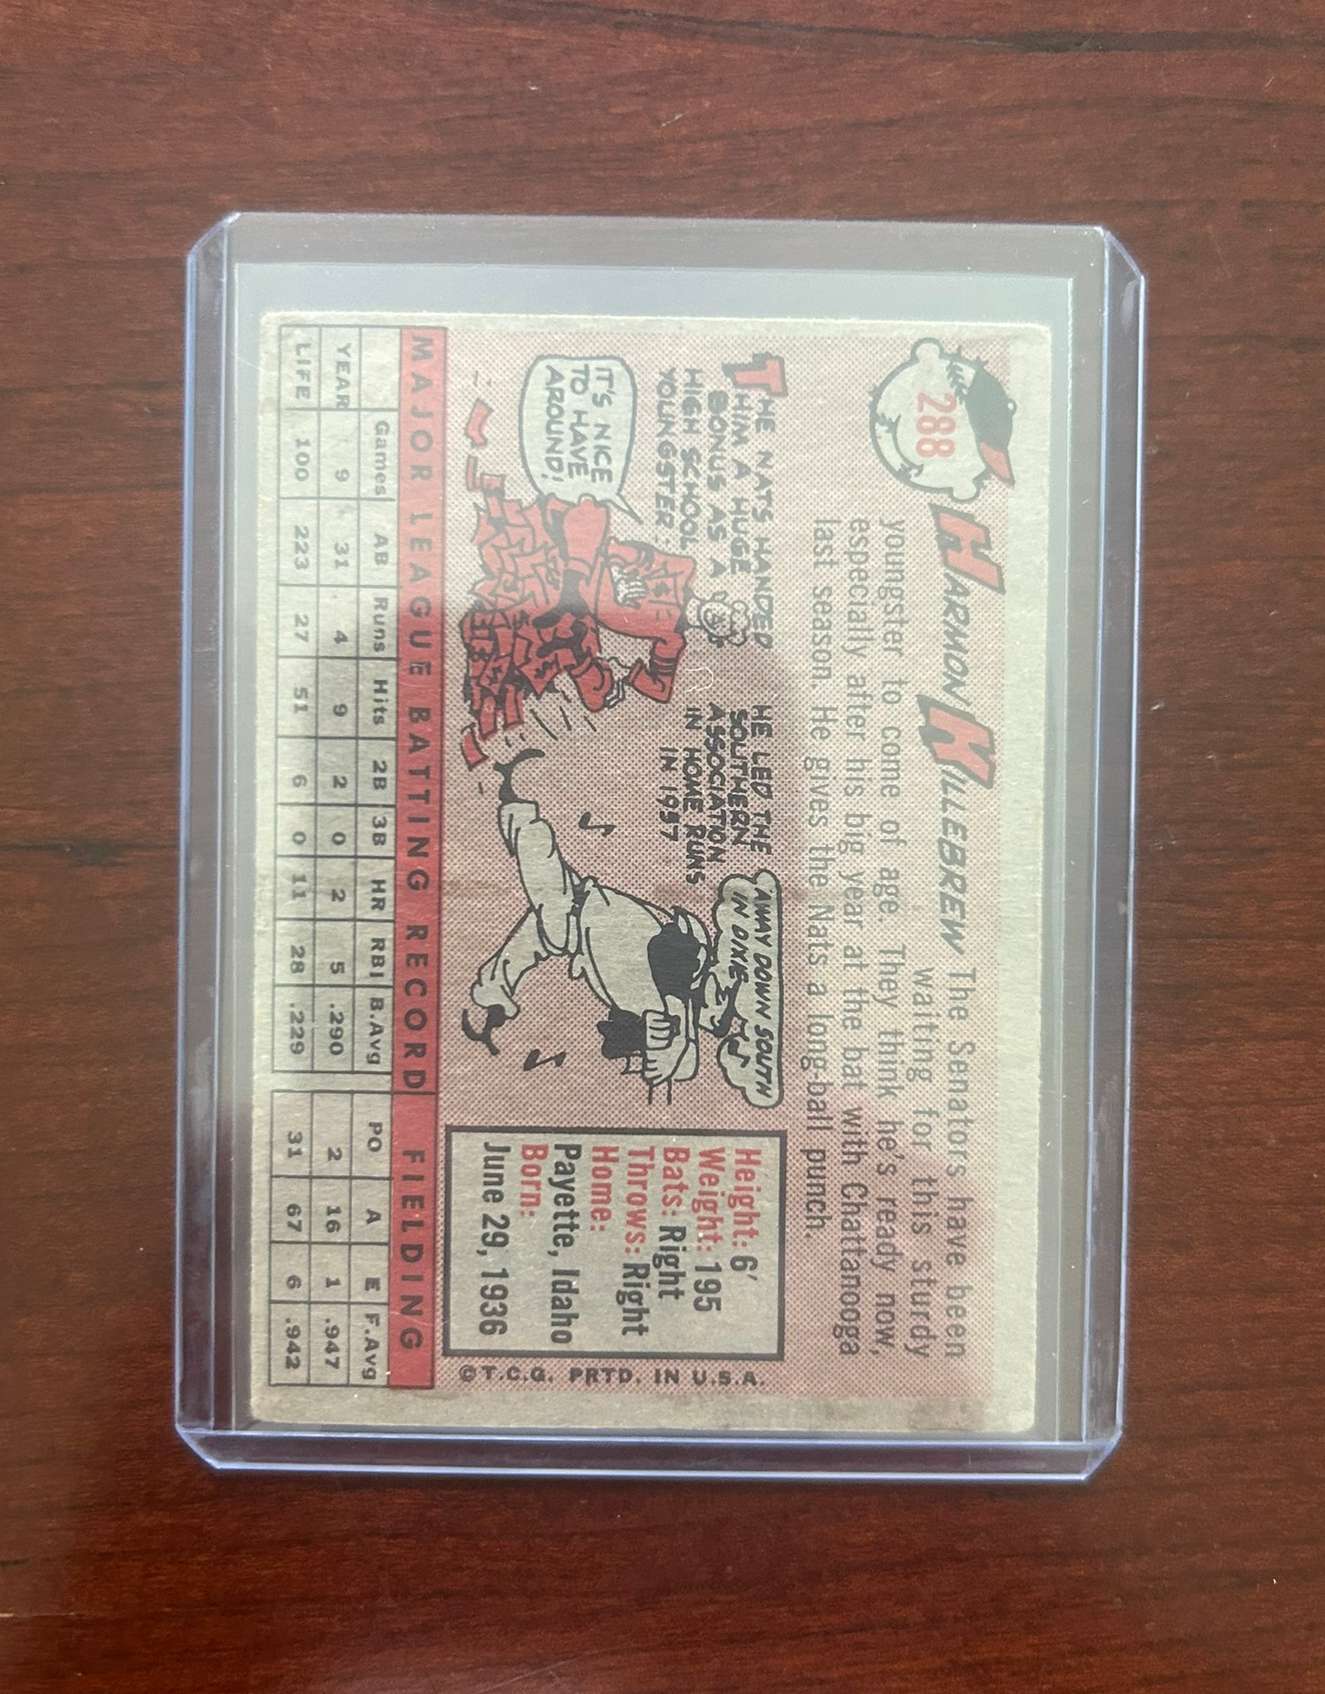 288
HARMON KILLEBREW The Senators have been
waiting for this sturdy
youngster to come of age. They think he's ready now,
especially after his big year at the bat with Chattanooga
last season. He gives the Nats a long-ball punch.
THE NATS HANDED
HIM A HUGE
BONUS AS A
HIGH SCHOOL
YOUNGSTER.
IT'S NICE
TO HAVE
AROUND!
HE LED THE
SOUTHERN
ASSOCIATION
IN HOME RUNS
IN 1957
'AWAY DOWN SOUTH
IN DIXIE'
Height: 6'
Weight: 195
Bats: Right
Throws: Right
Home:
Payette, Idaho
Born:
June 29, 1936
© T.C.G. PRTD. IN U.S.A.
MAJOR LEAGUE BATTING RECORD FIELDING
Games AB Runs Hits 2B 3B HR RBI B.Avg PO A E F.Avg
YEAR 9 31 4 9 2 0 2 5 .290 2 16 1 .947
LIFE 100 223 27 51 6 0 11 28 .229 31 67 6 .942